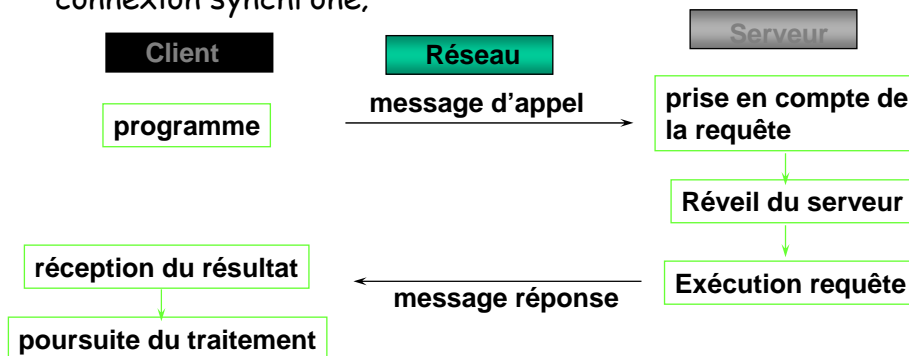 connexion synchrone,
Client
Réseau
Serveur
message d'appel
programme
prise en compte de
la requête
Réveil du serveur
réception du résultat
message réponse
Exécution requête
poursuite du traitement